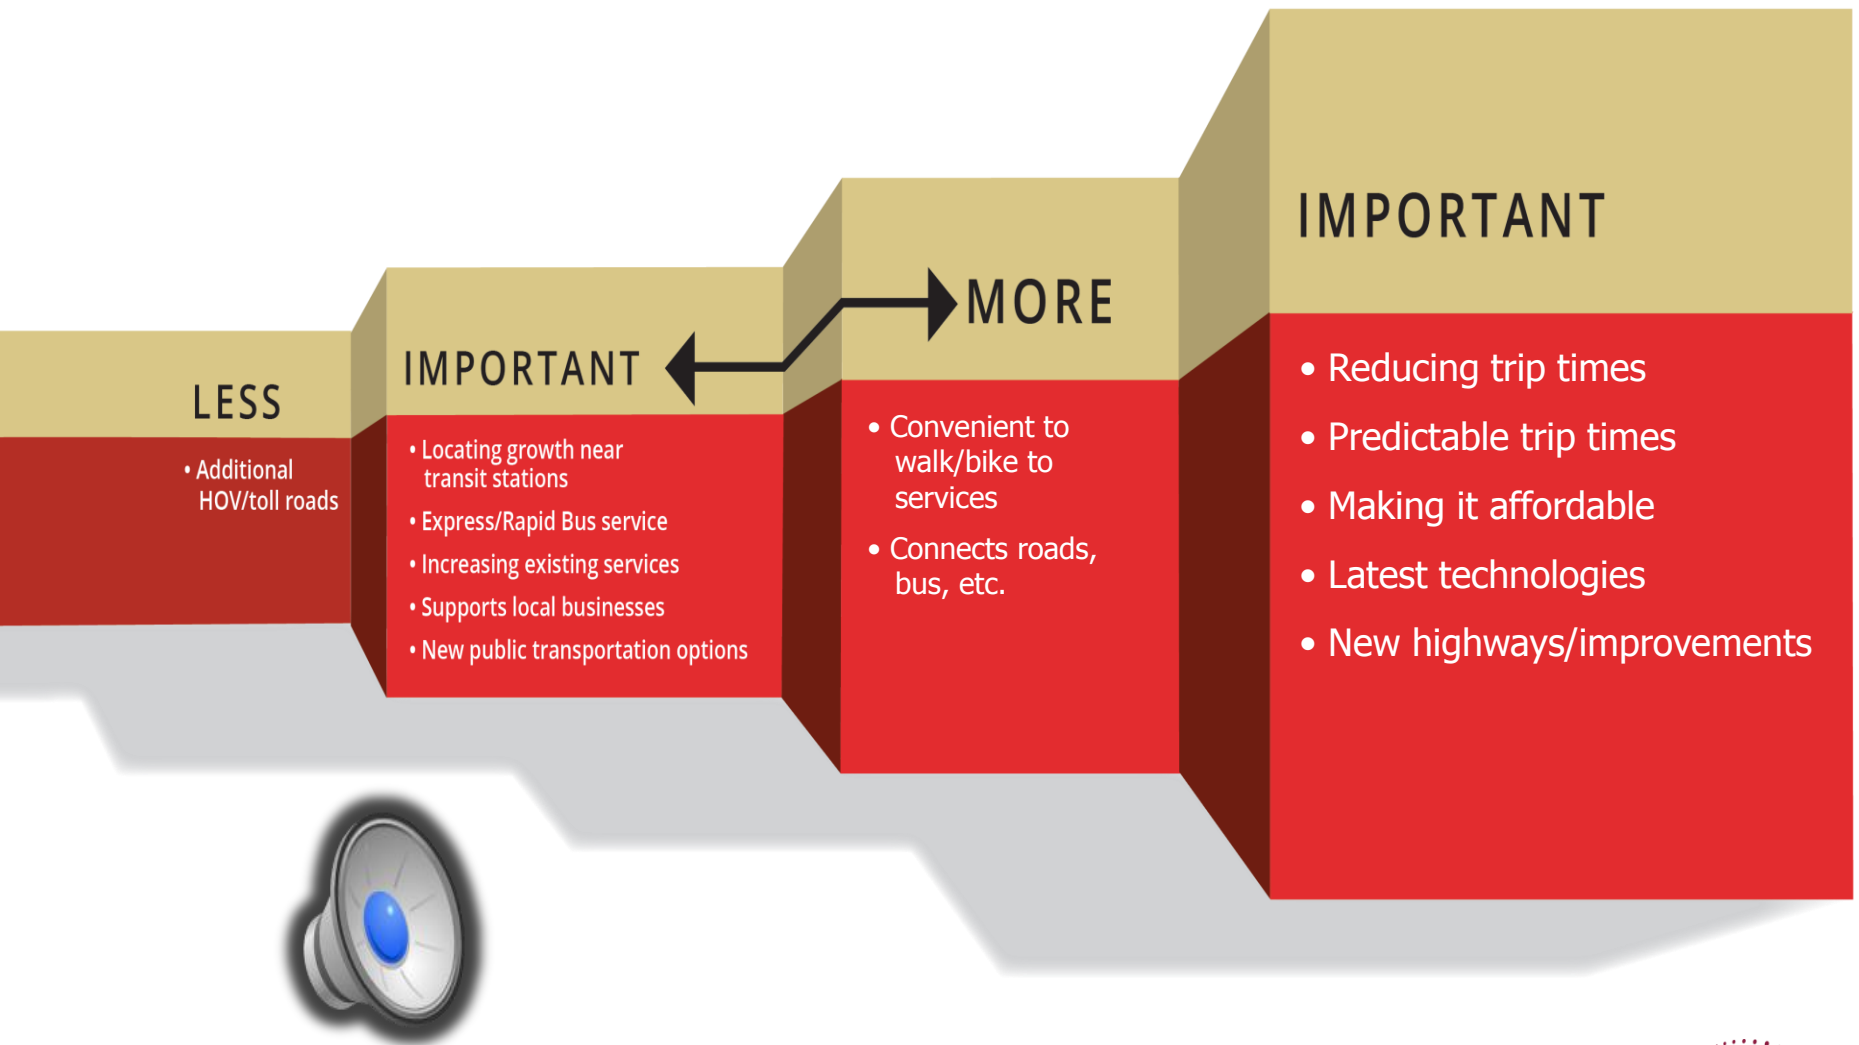 LESS
• Additional
HOV/toll roads
IMPORTANT
• Locating growth near
transit stations
• Express/Rapid Bus service
• Increasing existing services
• Supports local businesses
• New public transportation options
MORE
• Convenient to
walk/bike to
services
• Connects roads,
bus, etc.
IMPORTANT
• Reducing trip times
• Predictable trip times
• Making it affordable
• Latest technologies
• New highways/improvements